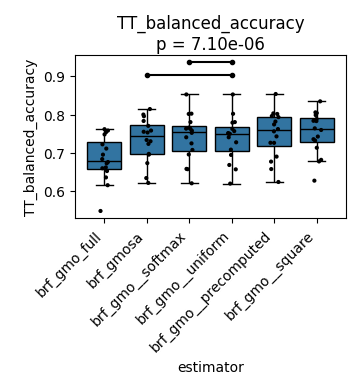 TT_balanced_accuracy
p = 7.10e-06
TT_balanced_accuracy
0.9
0.8
0.7
0.6
brf_gmo_full
brf_gmosa
brf_gmo__softmax
brf_gmo__uniform
brf_gmo__precomputed
brf_gmo__square
estimator